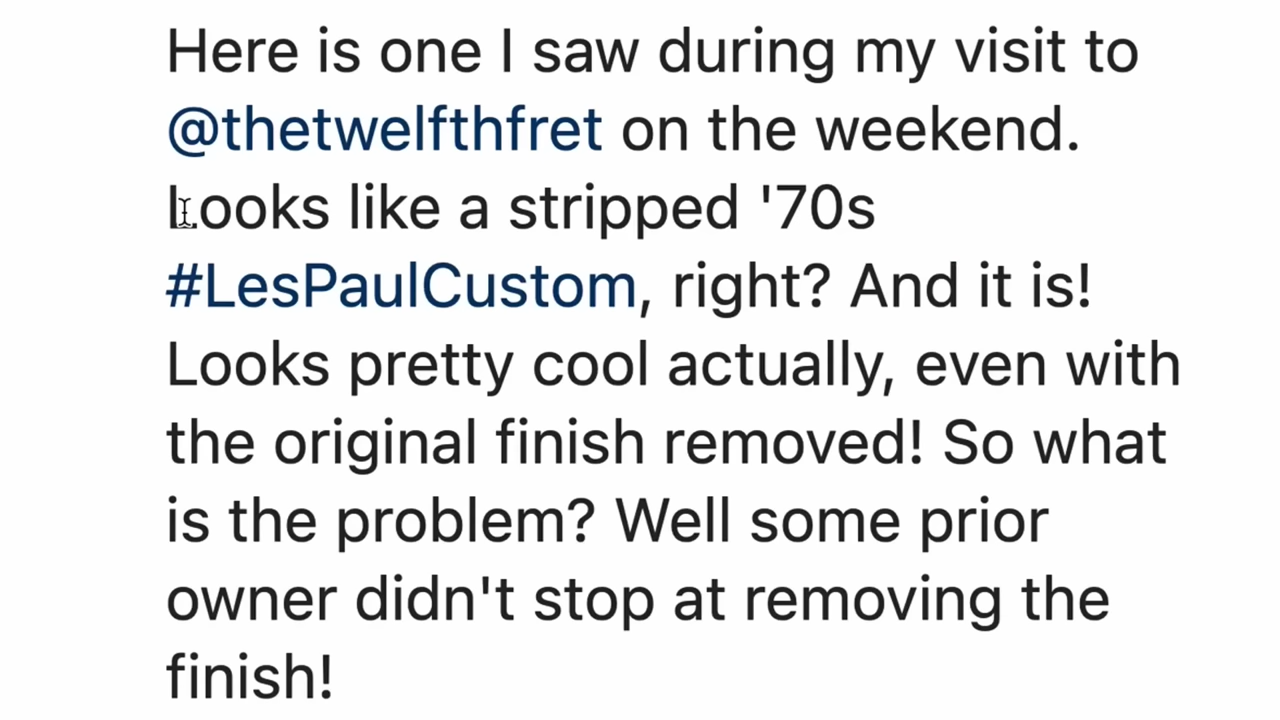 Here is one I saw during my visit to
@thetwelfthfret on the weekend.
Looks like a stripped '70s
#LesPaulCustom, right? And it is!
Looks pretty cool actually, even with
the original finish removed! So what
is the problem? Well some prior
owner didn't stop at removing the
finish!